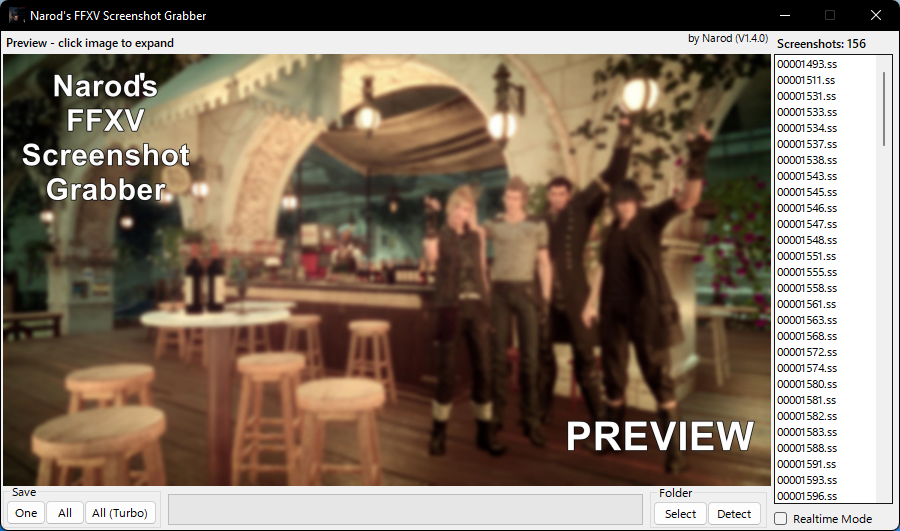 Narod's FFXV Screenshot Grabber
Preview - click image to expand
by Narod (V1.4.0)
Screenshots: 156
Narod's
FFXV
Screenshot
Grabber
PREVIEW
00001493.ss
00001511.ss
00001531.ss
00001533.ss
00001534.ss
00001537.ss
00001538.ss
00001543.ss
00001545.ss
00001546.ss
00001547.ss
00001548.ss
00001551.ss
00001555.ss
00001558.ss
00001561.ss
00001563.ss
00001568.ss
00001572.ss
00001574.ss
00001580.ss
00001581.ss
00001582.ss
00001583.ss
00001588.ss
00001591.ss
00001593.ss
00001596.ss
Save
One
All
All (Turbo)
Folder
Select
Detect
Realtime Mode